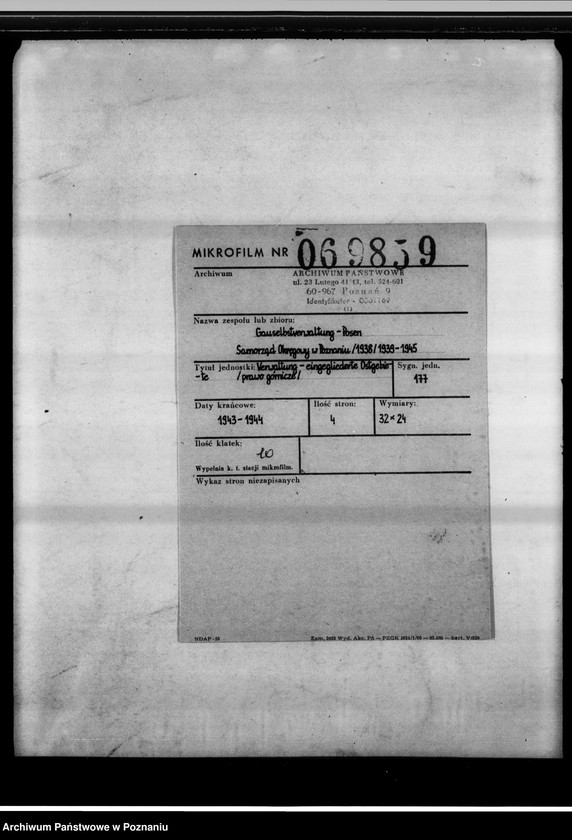 MIKROFILM NR 069859
Archiwum
ARCHIWUM PAŃSTWOWE
ul. 23 Lutego 41/43, tel. 524-601
60-967 Poznań 9
Identyfikator -
(1)
Nazwa zespołu lub zbioru:
Gauselbstverwaltung - Posen
Samorząd Okręgowy w Poznaniu /1936/ 1939-1945
Tytuł jednostki: Verwaltung - eingegliederte Ostgebie-
-te /prawo górnicze/
Sygn. jedn.
177
Daty krańcowe:
1943-1944
Ilość stron:
4
Wymiary:
32×24
Ilość klatek:
10
Wypełnia k. t. stacji mikrofilm.
Wykaz stron niezapisanych
NDAP-
Archiwum Państwowe w Poznaniu